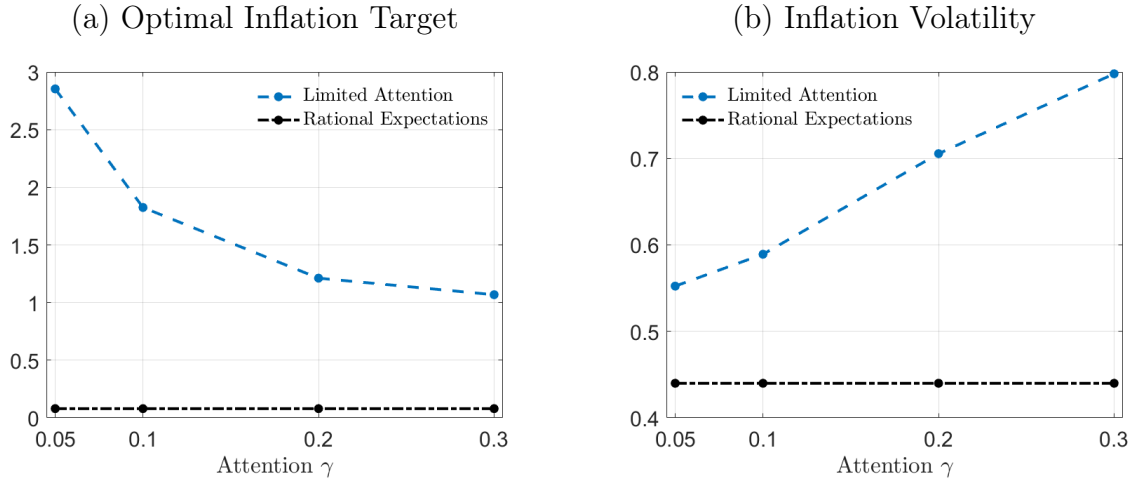 (a) Optimal Inflation Target
3
2.5
2
1.5
1
0.5
0
Limited Attention
Rational Expectations
0.05 0.1 0.2 0.3
Attention γ
(b) Inflation Volatility
0.8
0.7
0.6
0.5
0.4
Limited Attention
Rational Expectations
0.05 0.1 0.2 0.3
Attention γ